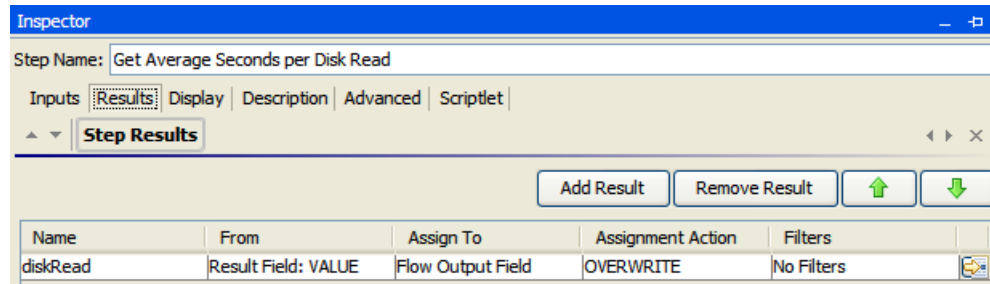 Inspector
Step Name: Get Average Seconds per Disk Read
Inputs Results Display Description Advanced Scriptlet
Step Results
Add Result Remove Result
Name From Assign To Assignment Action Filters
diskRead Result Field: VALUE Flow Output Field OVERWRITE No Filters